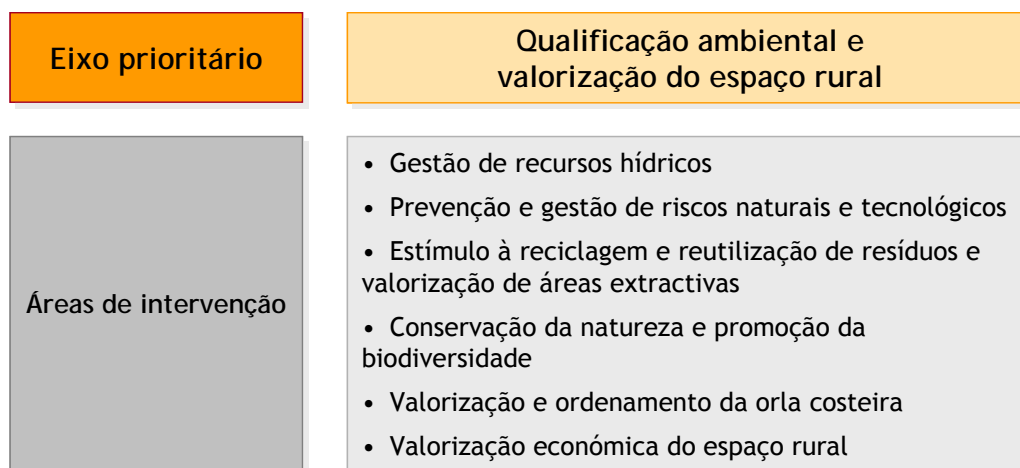 Eixo prioritário
Qualificação ambiental e
valorização do espaço rural
Áreas de intervenção
• Gestão de recursos hídricos
• Prevenção e gestão de riscos naturais e tecnológicos
• Estímulo à reciclagem e reutilização de resíduos e
valorização de áreas extractivas
• Conservação da natureza e promoção da
biodiversidade
• Valorização e ordenamento da orla costeira
• Valorização económica do espaço rural